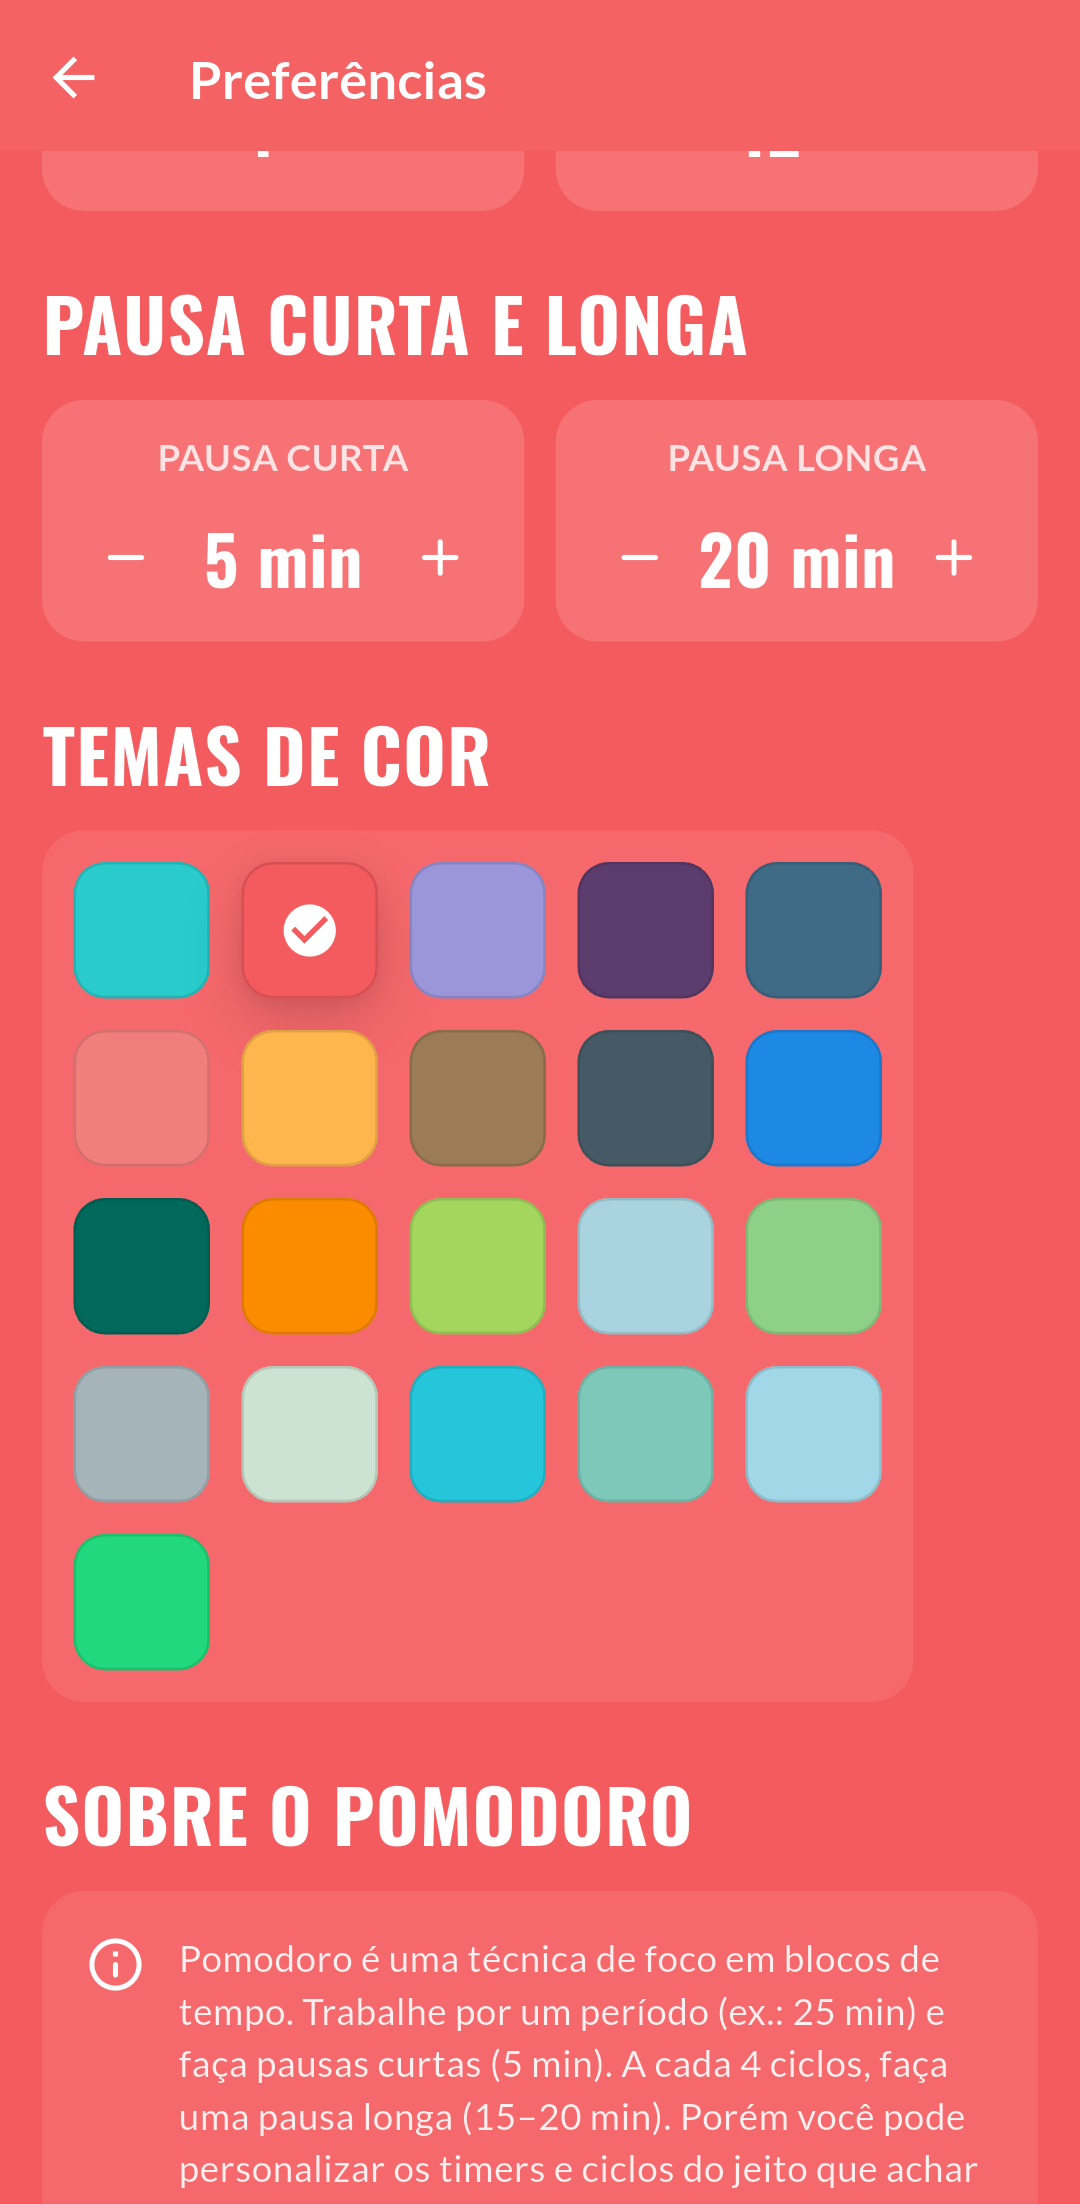 Preferências
PAUSA CURTA E LONGA
PAUSA CURTA
PAUSA LONGA
5 min
20 min
TEMAS DE COR
SOBRE O POMODORO
Pomodoro é uma técnica de foco em blocos de
tempo. Trabalhe por um período (ex.: 25 min) e
faça pausas curtas (5 min). A cada 4 ciclos, faça
uma pausa longa (15–20 min). Porém você pode
personalizar os timers e ciclos do jeito que achar